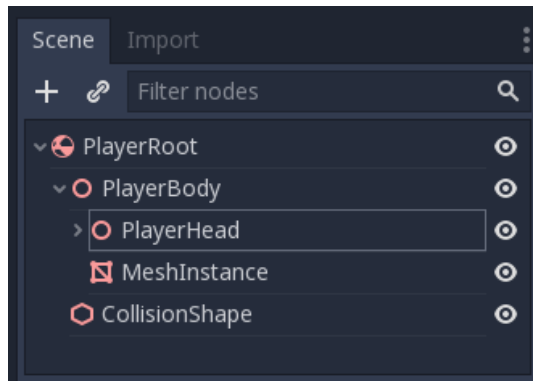 Scene Import
Filter nodes
PlayerRoot
PlayerBody
PlayerHead
MeshInstance
CollisionShape